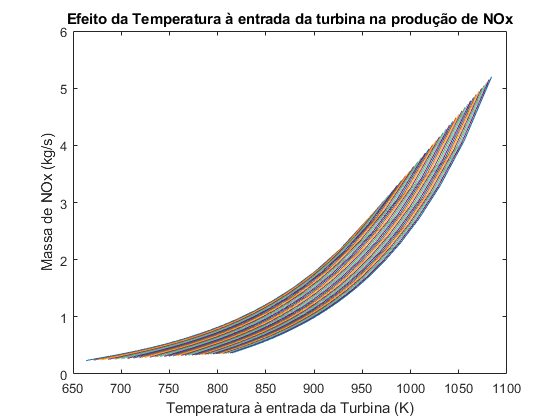 Efeito da Temperatura à entrada da turbina na produção de NOx
6
5
4
3
2
1
0
Massa de NOx (kg/s)
650 700 750 800 850 900 950 1000 1050 1100
Temperatura à entrada da Turbina (K)